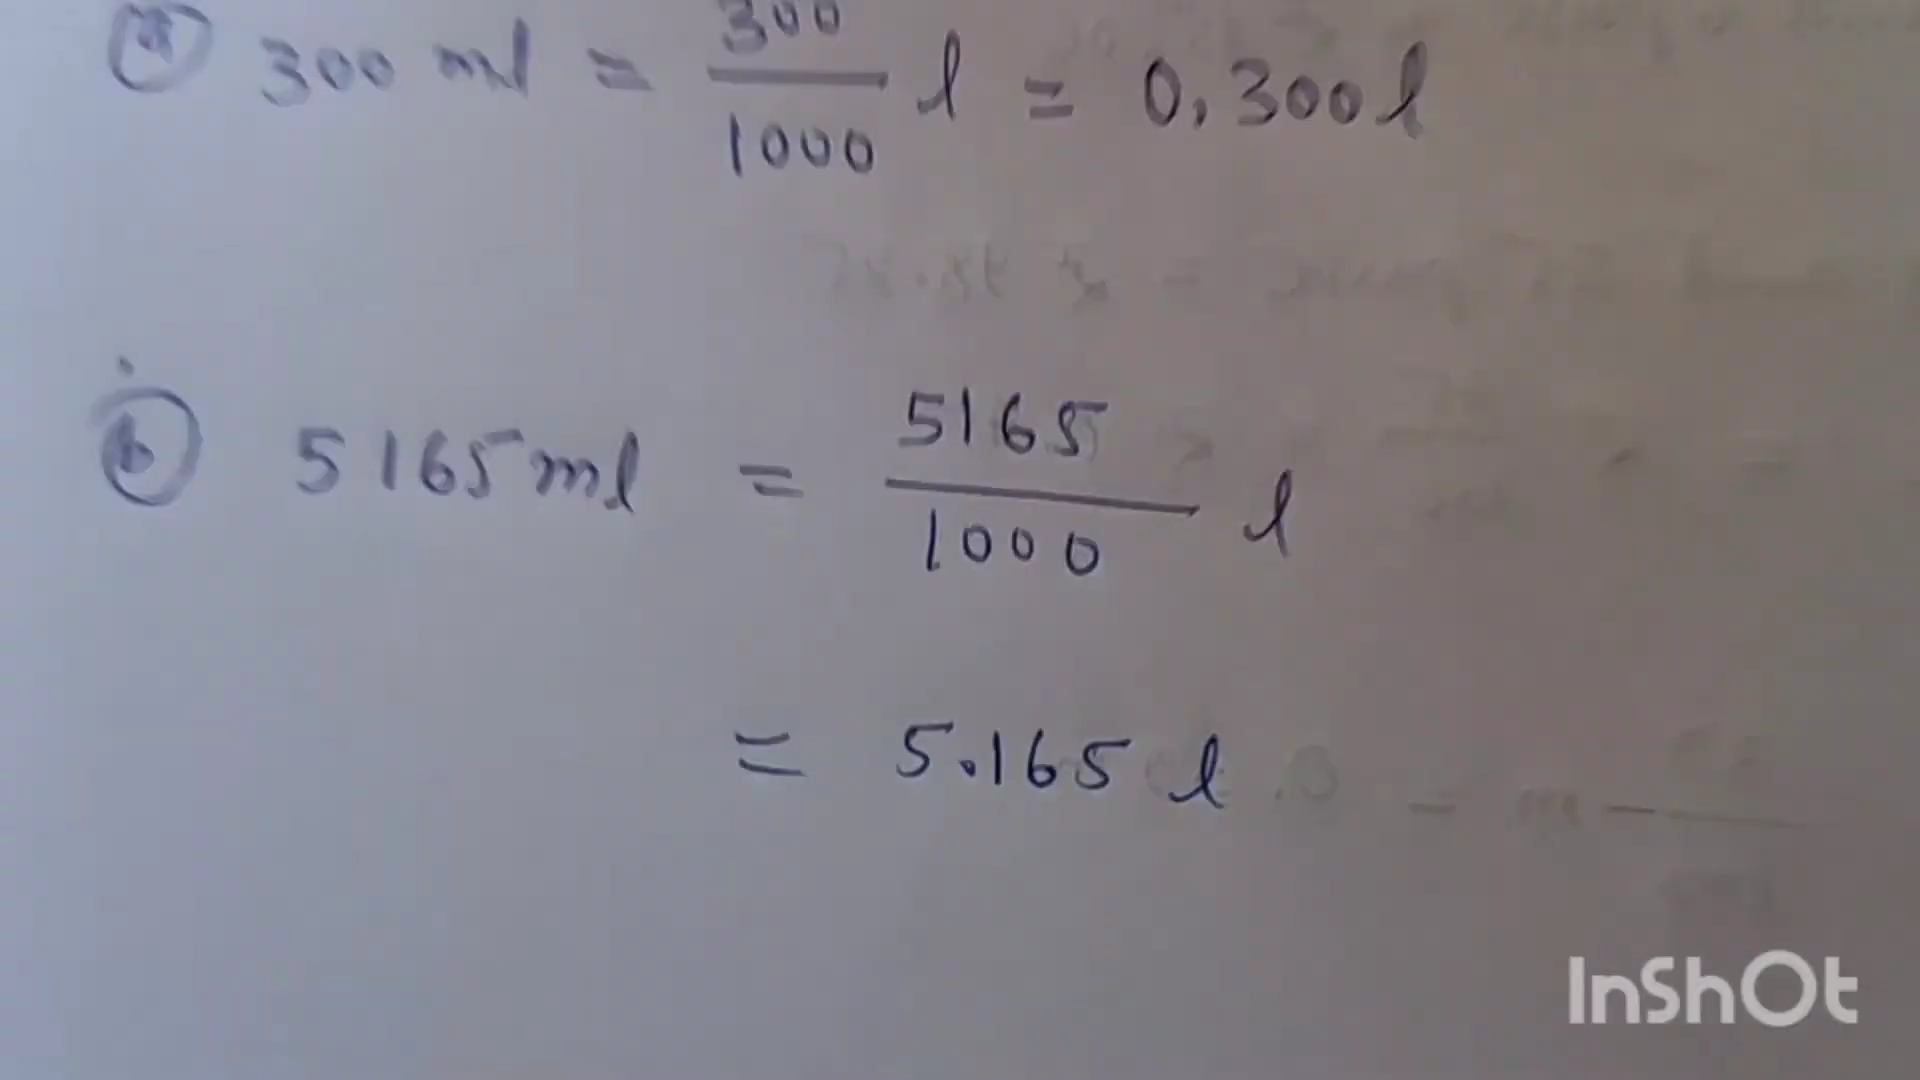 (a) 300 ml = 300/1000 l = 0.300 l
(b) 5165 ml = 5165/1000 l
= 5.165 l
InShOt